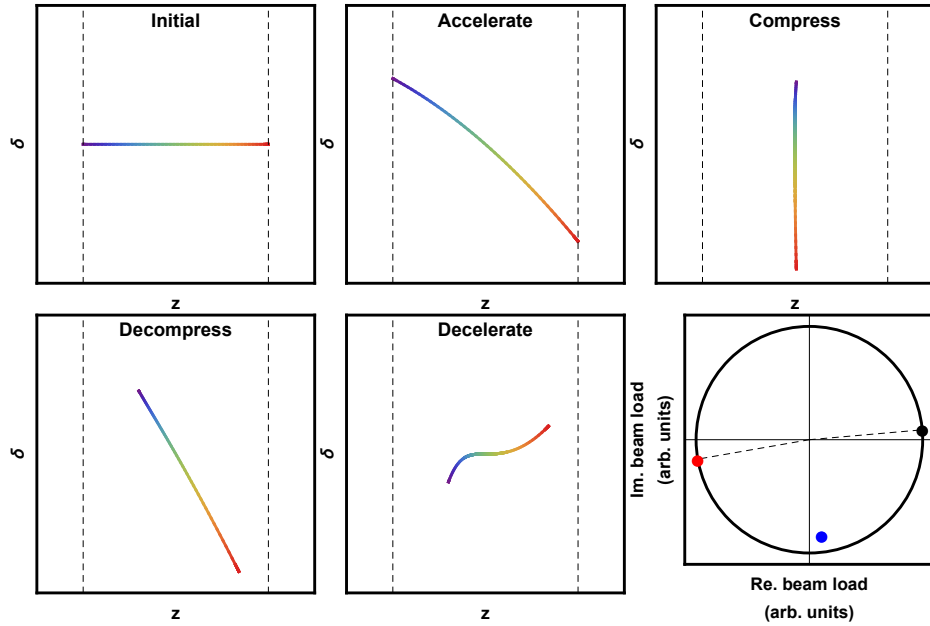 Initial
δ
z
Accelerate
δ
z
Compress
δ
z
Decompress
δ
z
Decelerate
δ
z
Im. beam load
(arb. units)
Re. beam load
(arb. units)